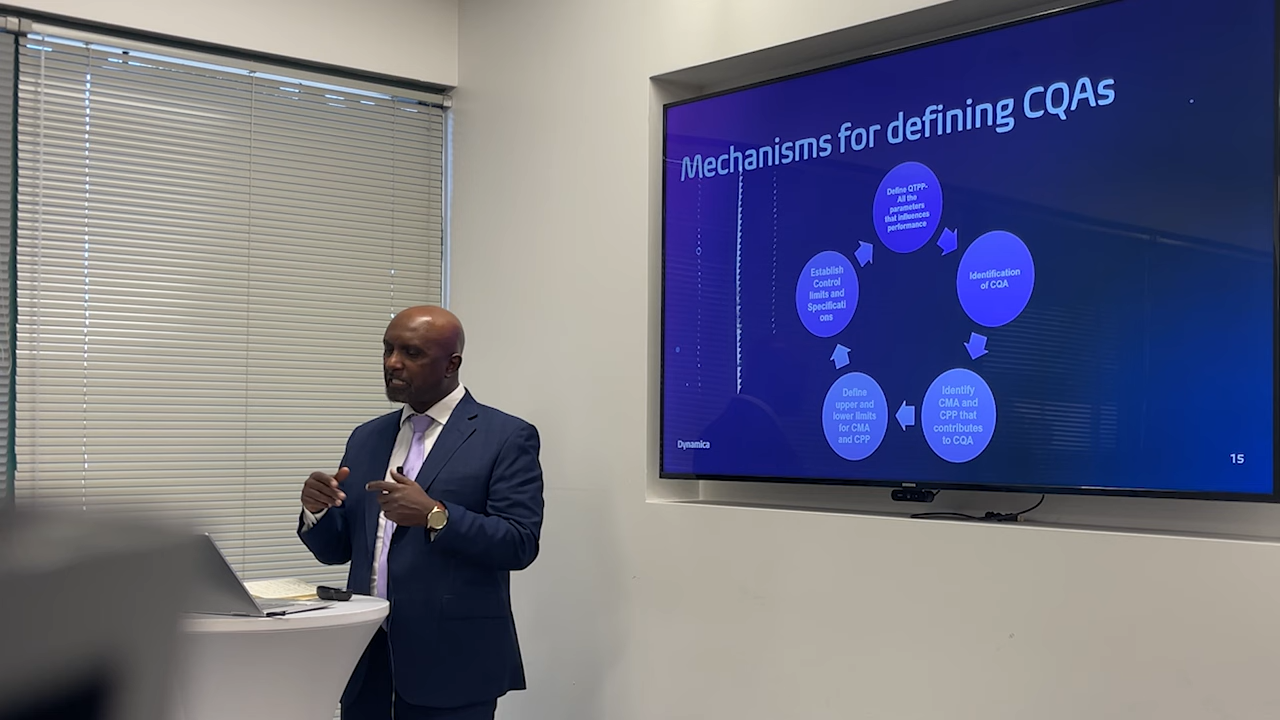 Mechanisms for defining CQAs
Define QTPP-
All the
parameters
that influences
performance
Identification
of CQA
Identify
CMA and
CPP that
contributes
to CQA
Define
upper and
lower limits
for CMA
and CPP
Establish
Control
limits and
Specificati
ons
Dynamica
15
SAMSUNG